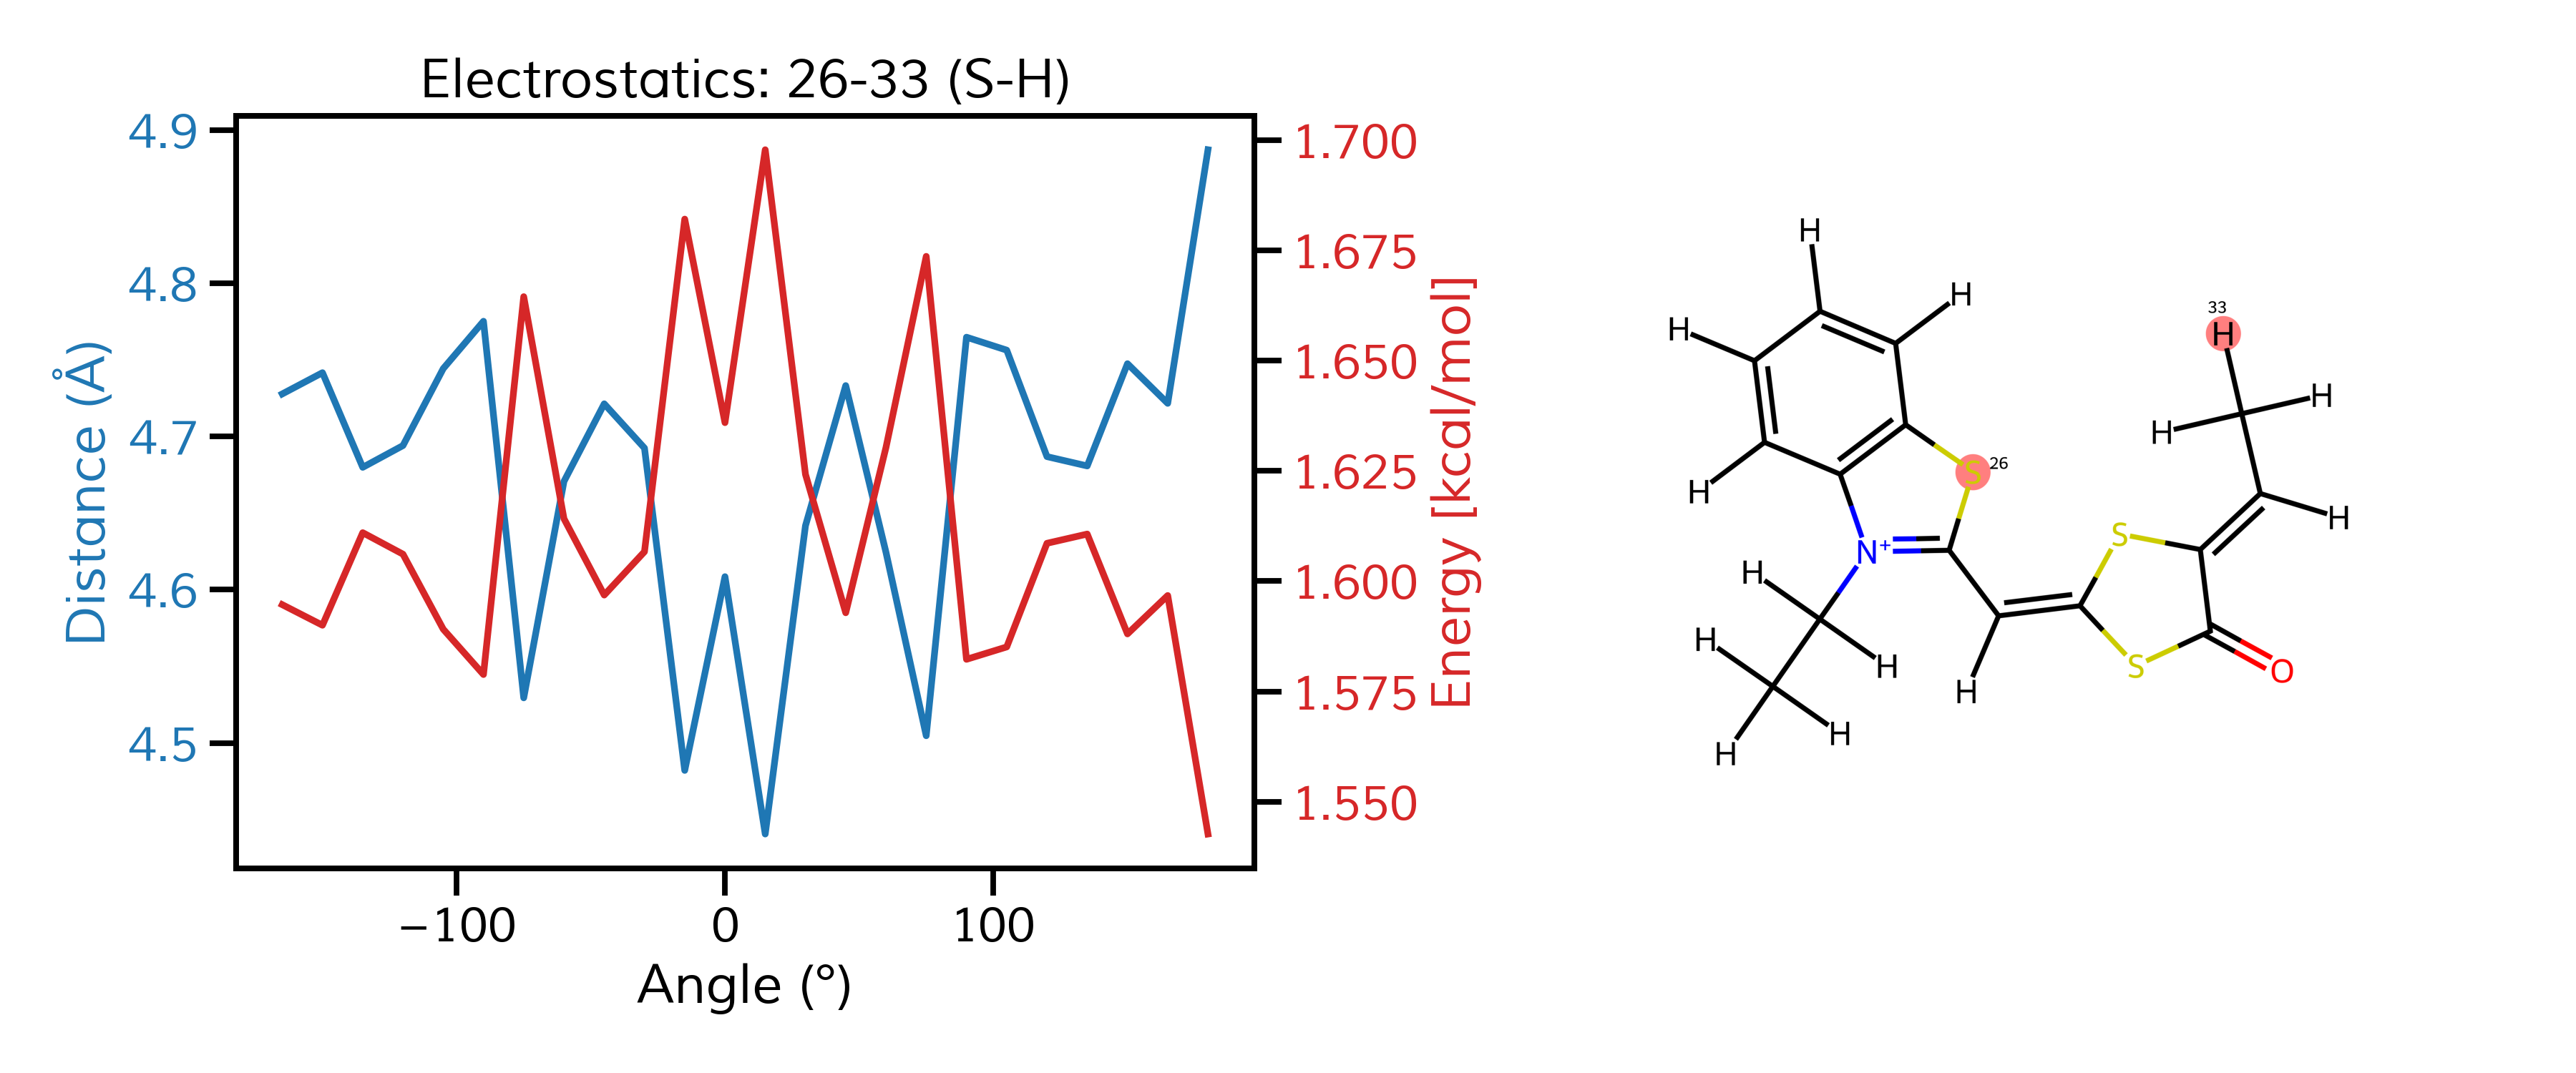 Electrostatics: 26-33 (S-H)
4.9
4.8
4.7
4.6
4.5
Distance (Å)
1.700
1.675
1.650
1.625
1.600
1.575
1.550
Energy [kcal/mol]
−100 0 100
Angle (°)
H
H
H
33
H
H
H
H
S 26
H
H
S
N+
H
H
H
S
O
H
H
H